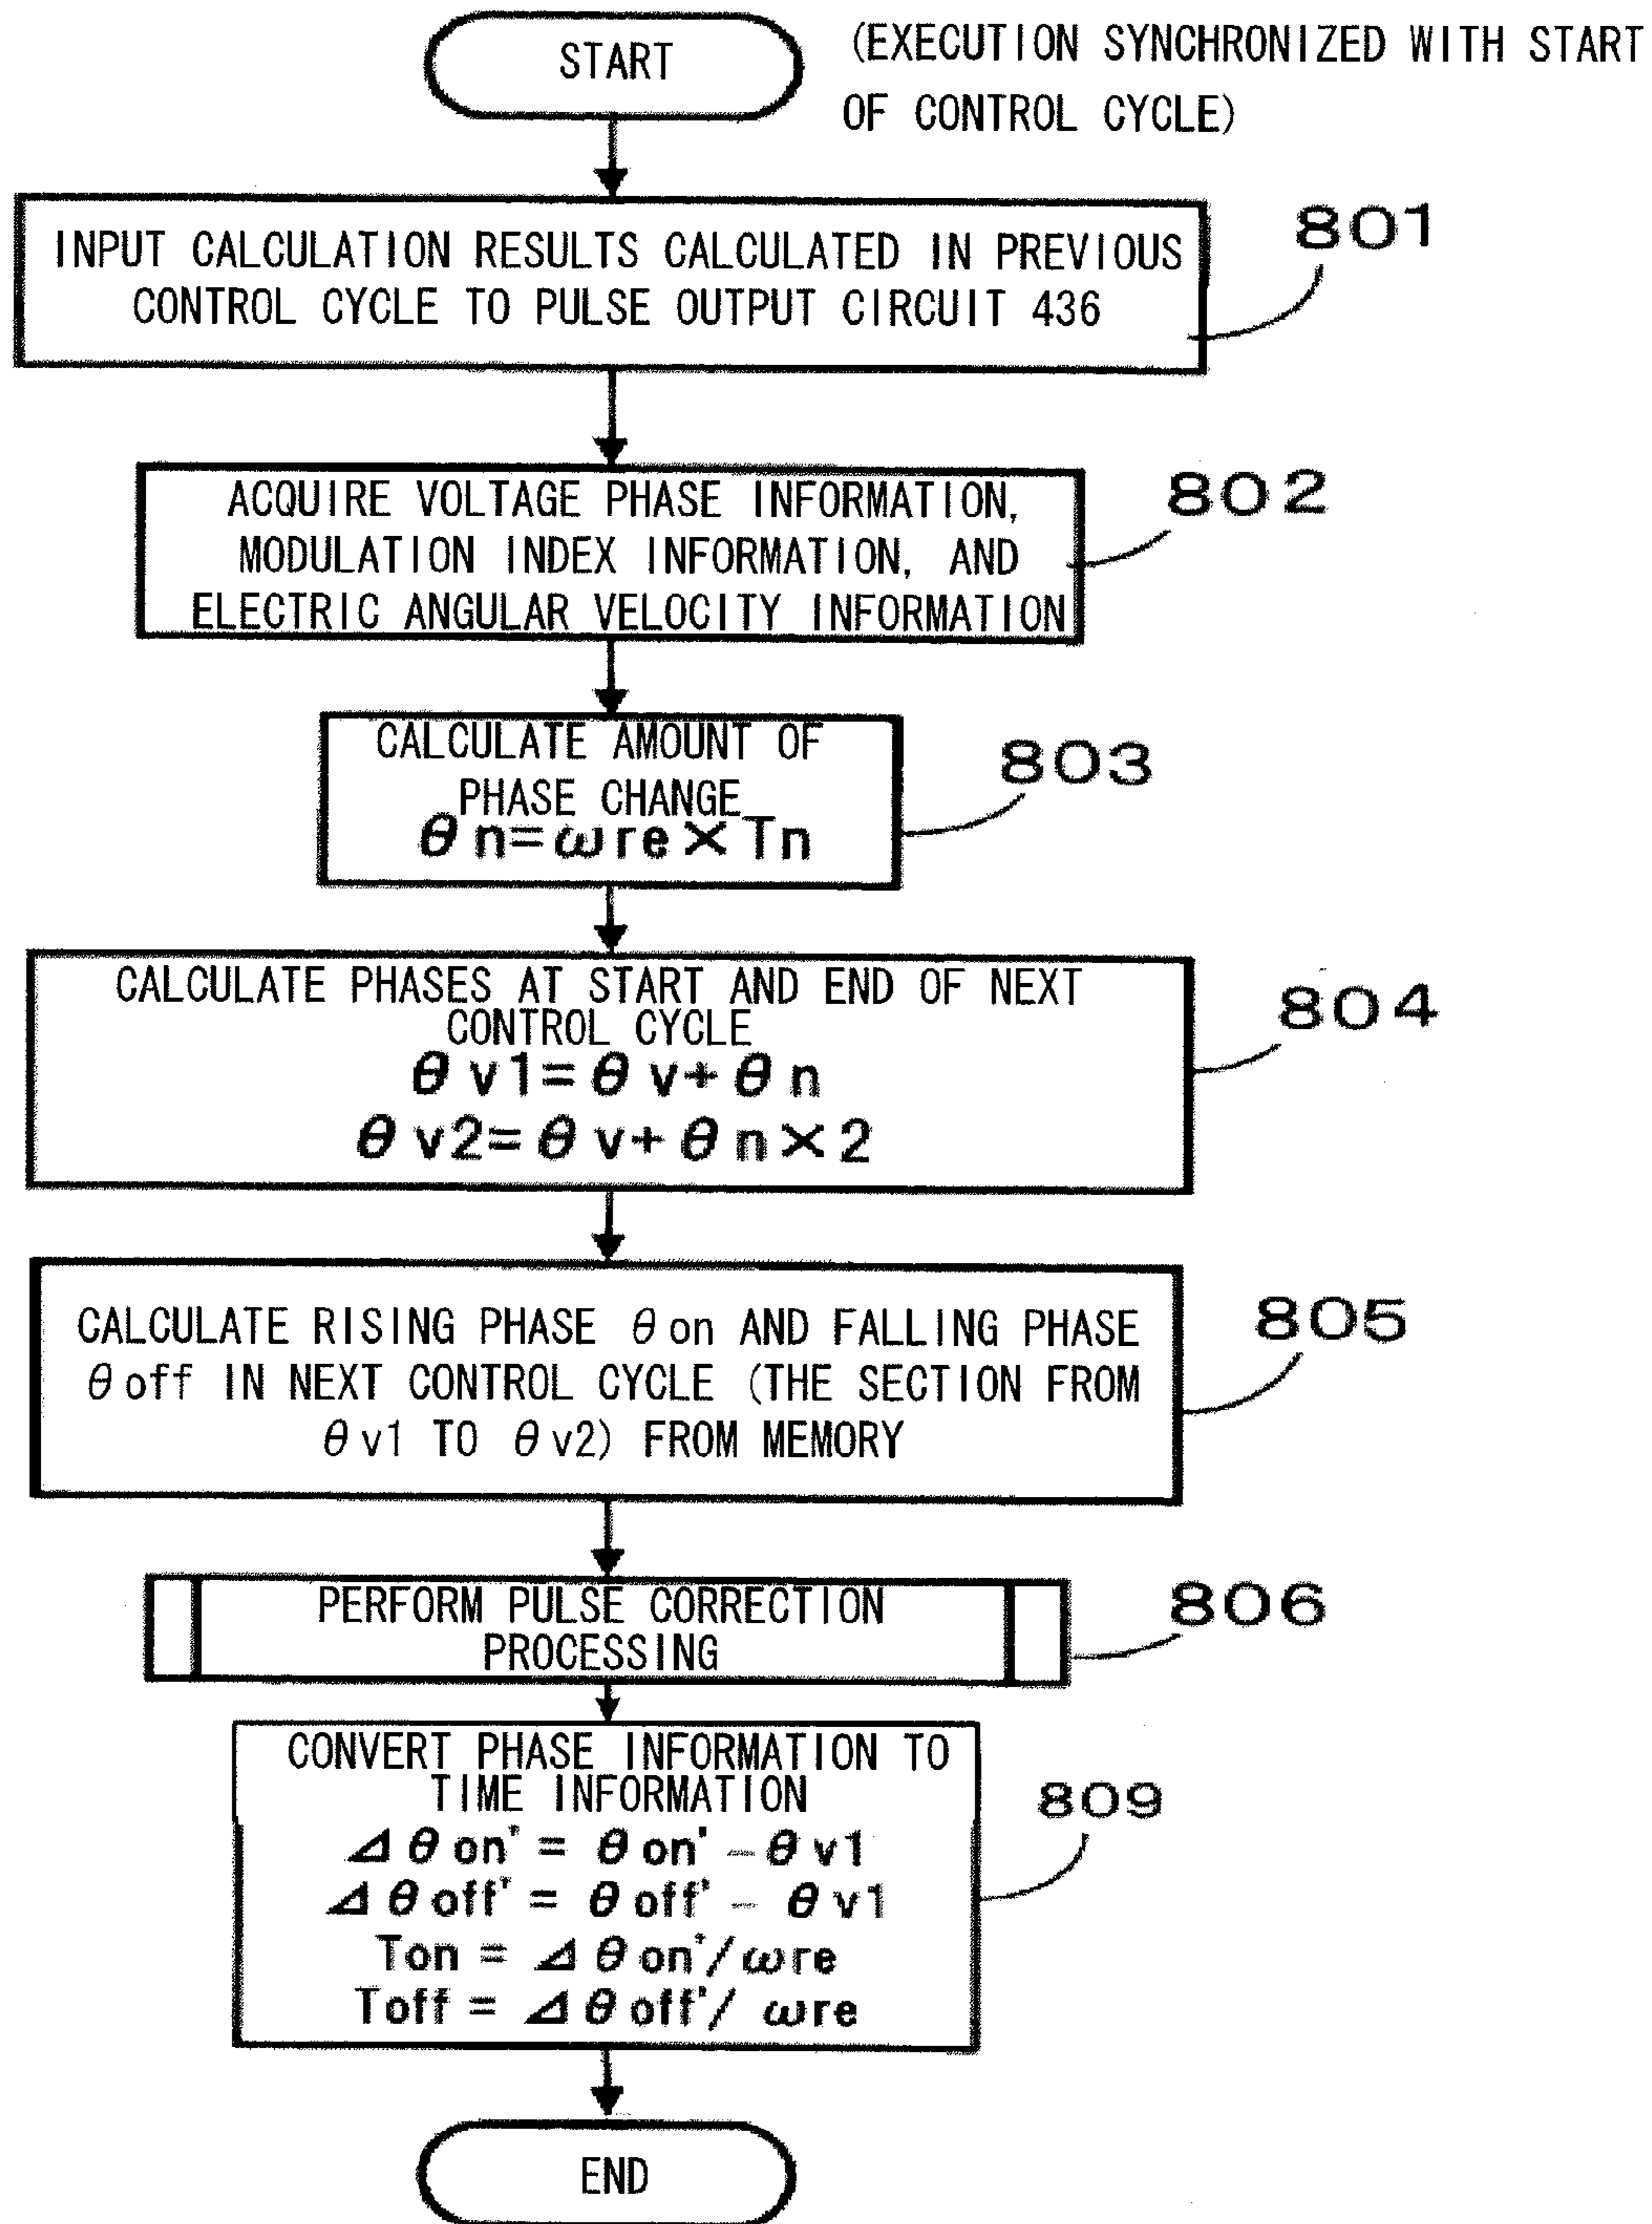 START
(EXECUTION SYNCHRONIZED WITH START
OF CONTROL CYCLE)
INPUT CALCULATION RESULTS CALCULATED IN PREVIOUS
CONTROL CYCLE TO PULSE OUTPUT CIRCUIT 436
801
ACQUIRE VOLTAGE PHASE INFORMATION,
MODULATION INDEX INFORMATION, AND
ELECTRIC ANGULAR VELOCITY INFORMATION
802
CALCULATE AMOUNT OF
PHASE CHANGE
θn=ωre×Tn
803
CALCULATE PHASES AT START AND END OF NEXT
CONTROL CYCLE
θv1=θv+θn
θv2=θv+θn×2
804
CALCULATE RISING PHASE θon AND FALLING PHASE
θoff IN NEXT CONTROL CYCLE (THE SECTION FROM
θv1 TO θv2) FROM MEMORY
805
PERFORM PULSE CORRECTION
PROCESSING
806
CONVERT PHASE INFORMATION TO
TIME INFORMATION
⊿θon' = θon' - θv1
⊿θoff' = θoff' - θv1
Ton = ⊿θon'/ωre
Toff = ⊿θoff'/ ωre
809
END